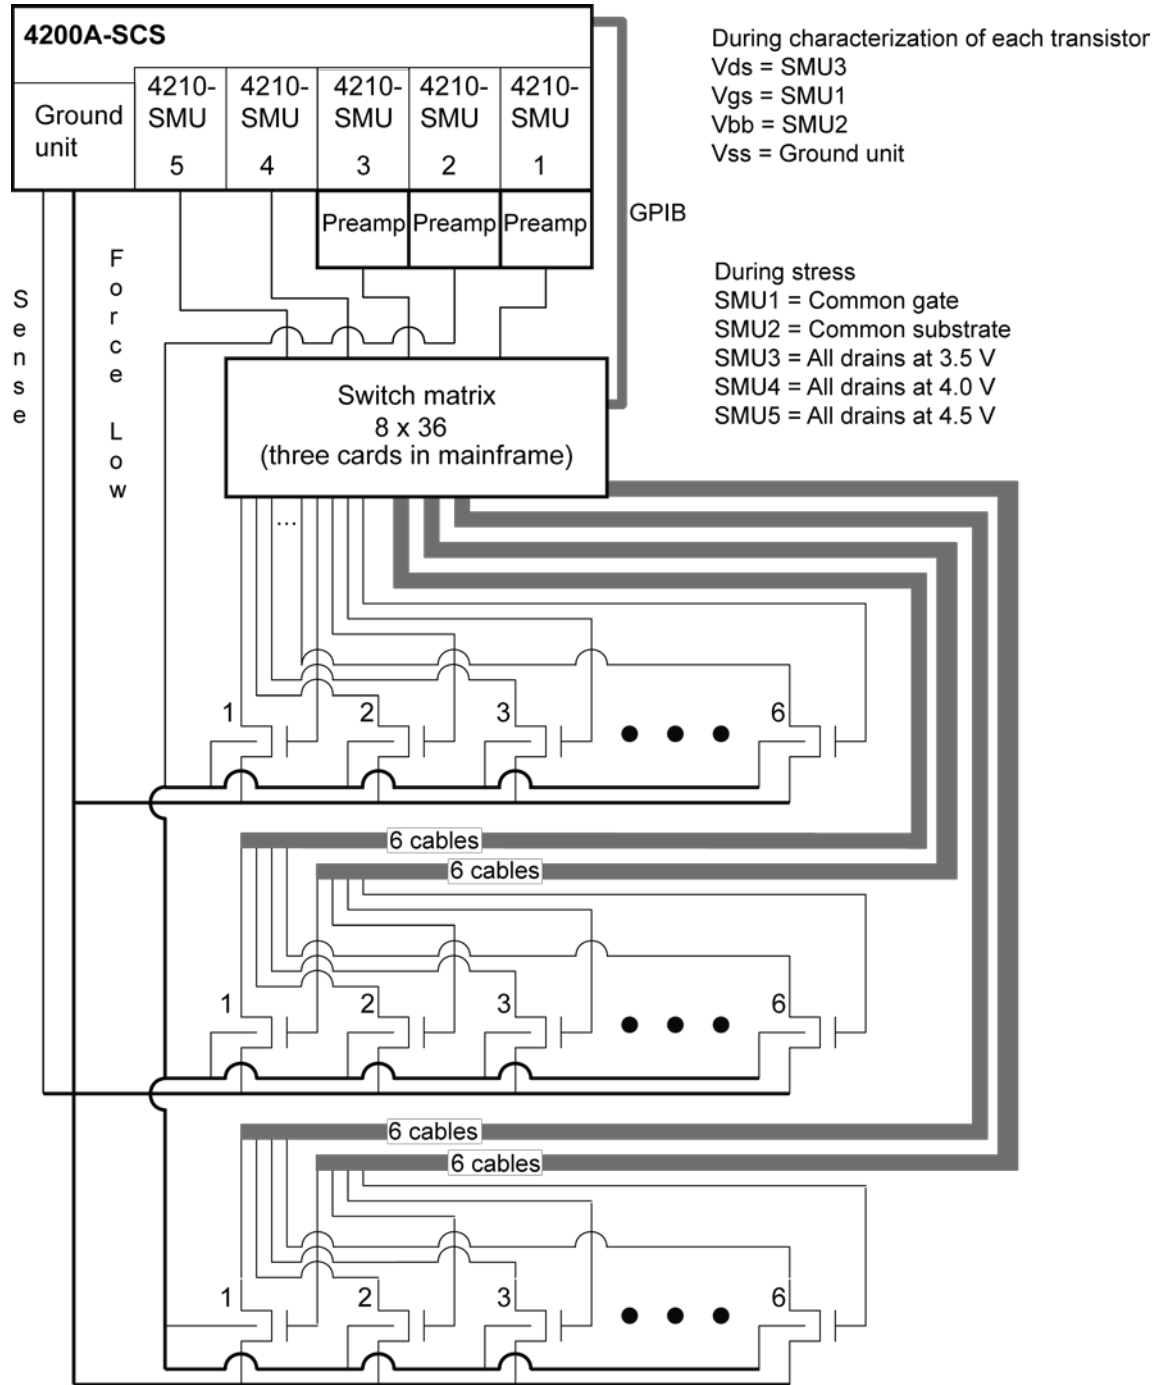 4200A-SCS
Ground
unit
4210-
SMU
5
4210-
SMU
4
4210-
SMU
3
4210-
SMU
2
4210-
SMU
1
Preamp
Preamp
Preamp
GPIB
During characterization of each transistor
Vds = SMU3
Vgs = SMU1
Vbb = SMU2
Vss = Ground unit
During stress
SMU1 = Common gate
SMU2 = Common substrate
SMU3 = All drains at 3.5 V
SMU4 = All drains at 4.0 V
SMU5 = All drains at 4.5 V
Sense
Force Low
Switch matrix
8 x 36
(three cards in mainframe)
...
1
2
3
6
6 cables
6 cables
1
2
3
6
6 cables
6 cables
1
2
3
6